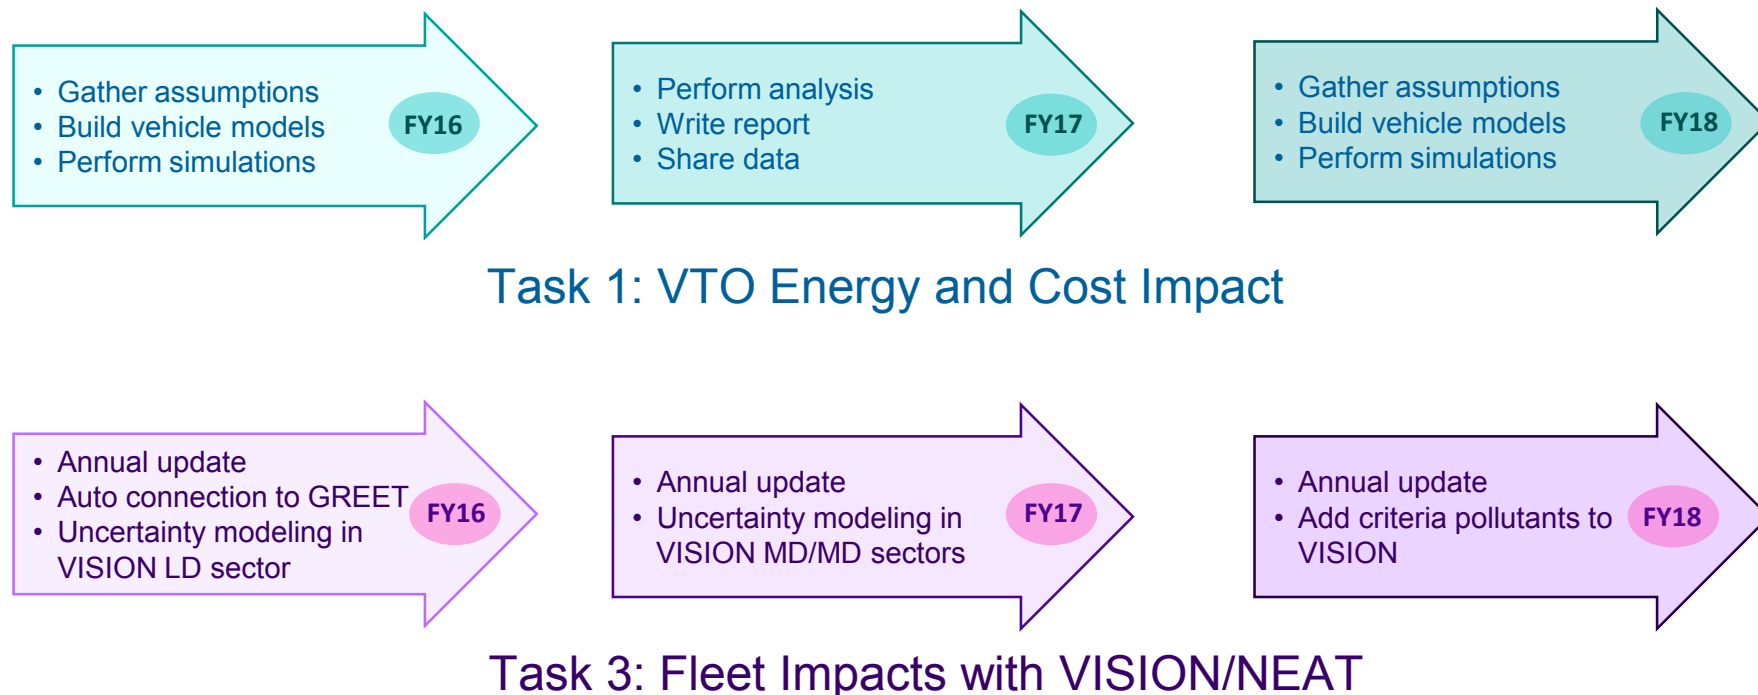 • Gather assumptions
• Build vehicle models
• Perform simulations
FY16
• Perform analysis
• Write report
• Share data
FY17
• Gather assumptions
• Build vehicle models
• Perform simulations
FY18
Task 1: VTO Energy and Cost Impact
• Annual update
• Auto connection to GREET
• Uncertainty modeling in
VISION LD sector
FY16
• Annual update
• Uncertainty modeling in
VISION MD/MD sectors
FY17
• Annual update
• Add criteria pollutants to
VISION
FY18
Task 3: Fleet Impacts with VISION/NEAT